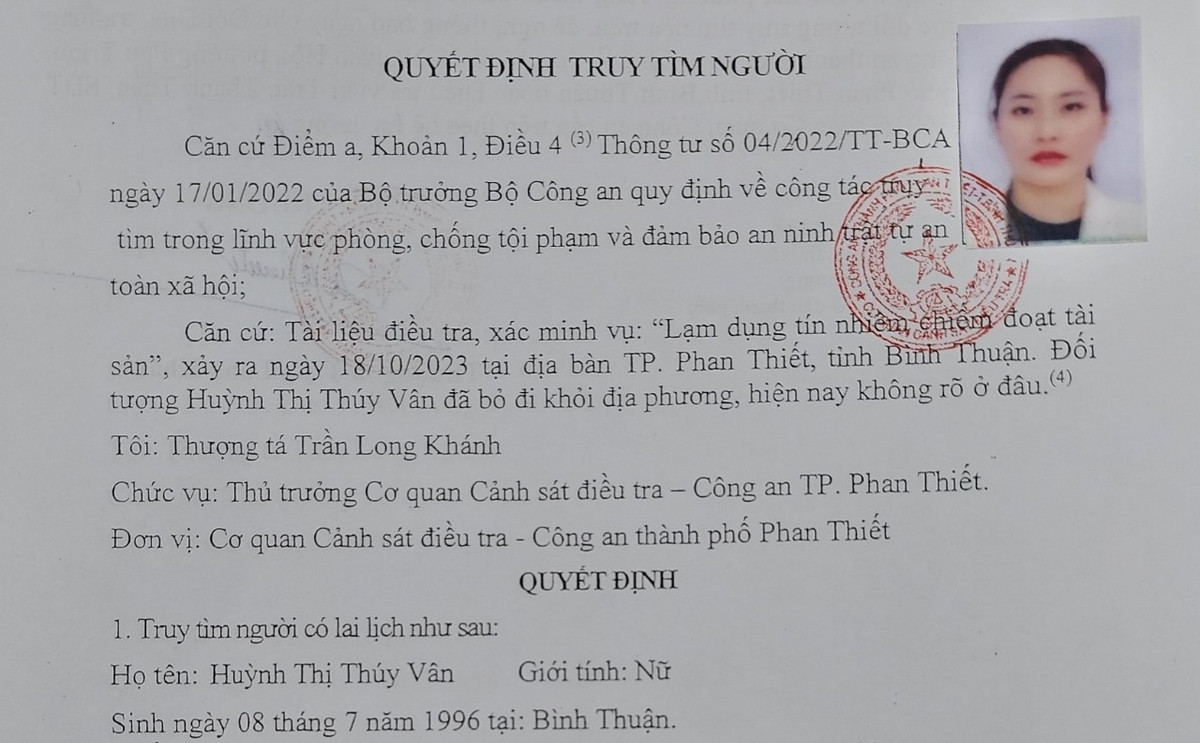 QUYẾT ĐỊNH TRUY TÌM NGƯỜI
Căn cứ Điểm a, Khoản 1, Điều 4 (3) Thông tư số 04/2022/TT-BCA
ngày 17/01/2022 của Bộ trưởng Bộ Công an quy định về công tác truy
tìm trong lĩnh vực phòng, chống tội phạm và đảm bảo an ninh trật tự an
toàn xã hội;
Căn cứ: Tài liệu điều tra, xác minh vụ: “Lạm dụng tín nhiệm chiếm đoạt tài
sản”, xảy ra ngày 18/10/2023 tại địa bàn TP. Phan Thiết, tỉnh Bình Thuận. Đối
tượng Huỳnh Thị Thúy Vân đã bỏ đi khỏi địa phương, hiện nay không rõ ở đâu.(4)
Tôi: Thượng tá Trần Long Khánh
Chức vụ: Thủ trưởng Cơ quan Cảnh sát điều tra – Công an TP. Phan Thiết.
Đơn vị: Cơ quan Cảnh sát điều tra - Công an thành phố Phan Thiết
QUYẾT ĐỊNH
1. Truy tìm người có lai lịch như sau:
Họ tên: Huỳnh Thị Thúy Vân Giới tính: Nữ
Sinh ngày 08 tháng 7 năm 1996 tại: Bình Thuận.